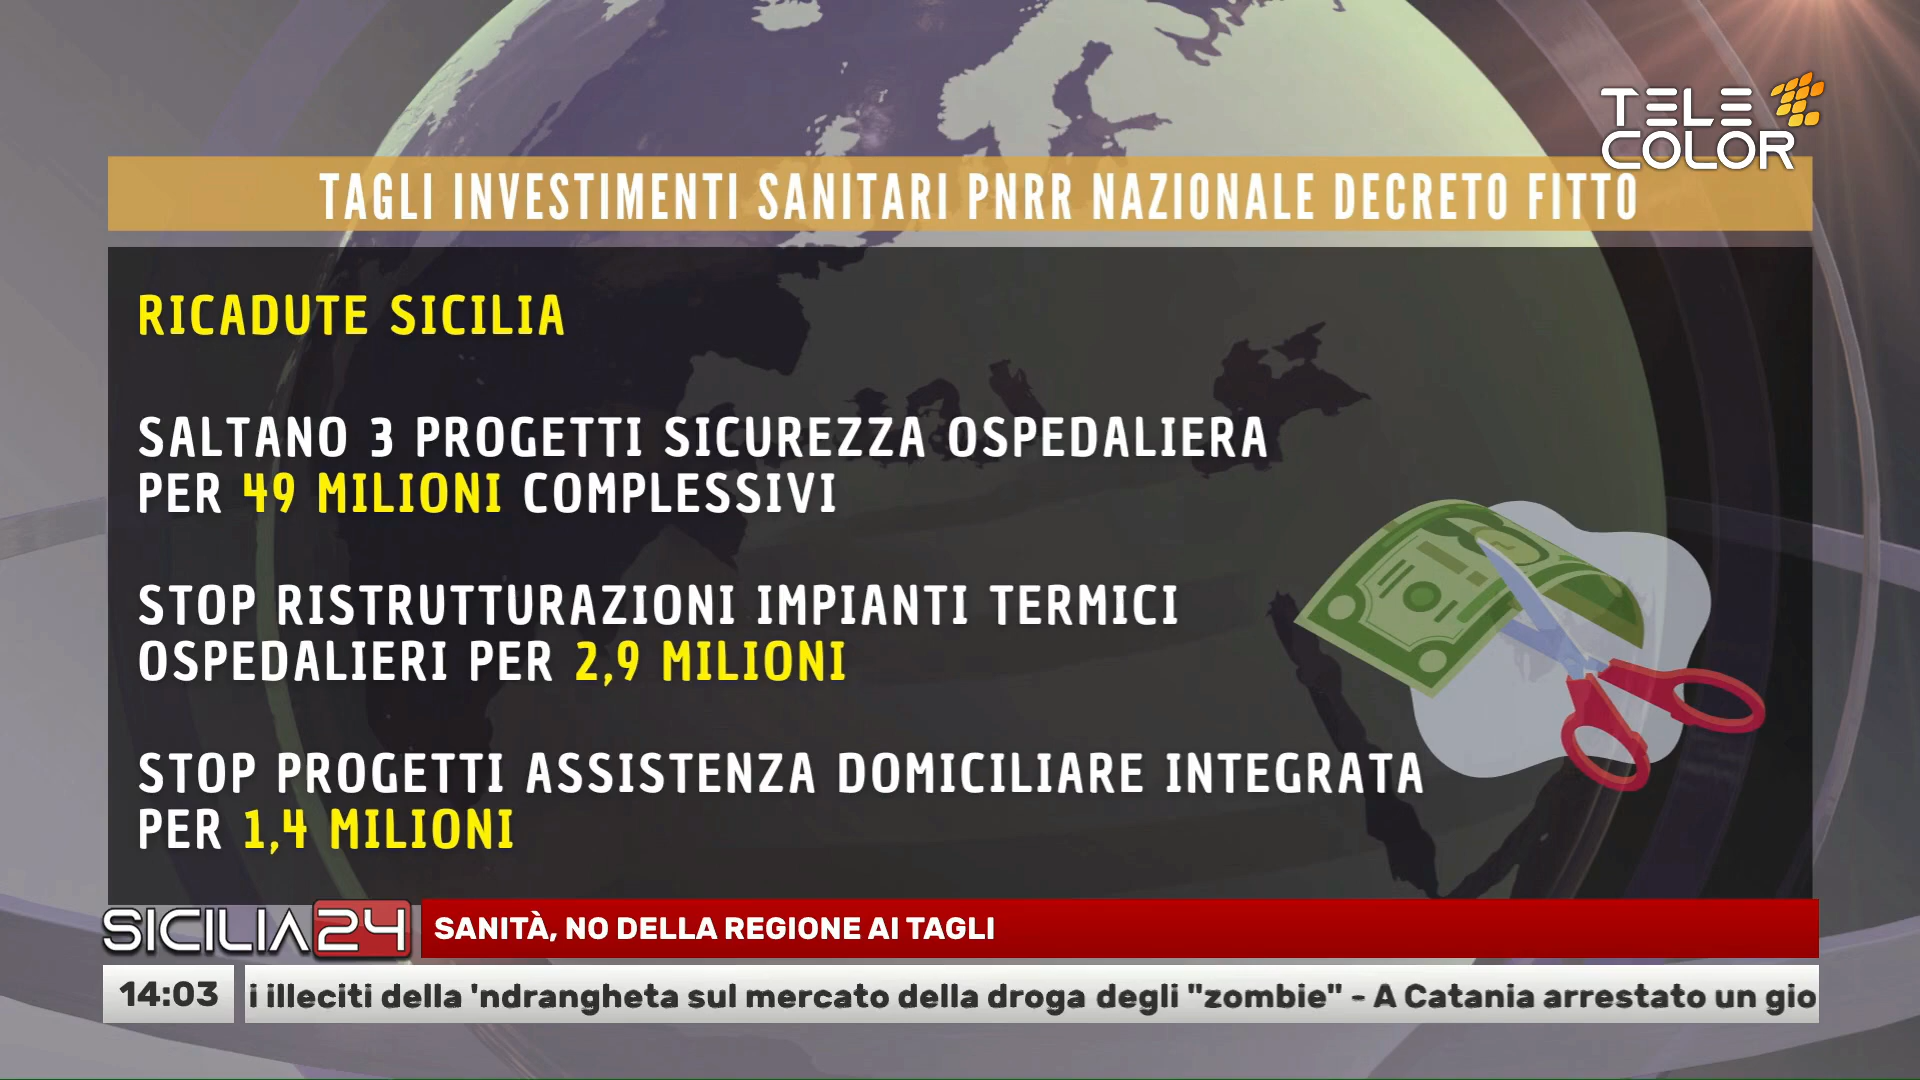 TELE
COLOR
TAGLI INVESTIMENTI SANITARI PNRR NAZIONALE DECRETO FITTO
RICADUTE SICILIA
SALTANO 3 PROGETTI SICUREZZA OSPEDALIERA
PER 49 MILIONI COMPLESSIVI
STOP RISTRUTTURAZIONI IMPIANTI TERMICI
OSPEDALIERI PER 2,9 MILIONI
STOP PROGETTI ASSISTENZA DOMICILIARE INTEGRATA
PER 1,4 MILIONI
SICILIA24 SANITÀ, NO DELLA REGIONE AI TAGLI
14:03 i illeciti della 'ndrangheta sul mercato della droga degli "zombie" - A Catania arrestato un gio